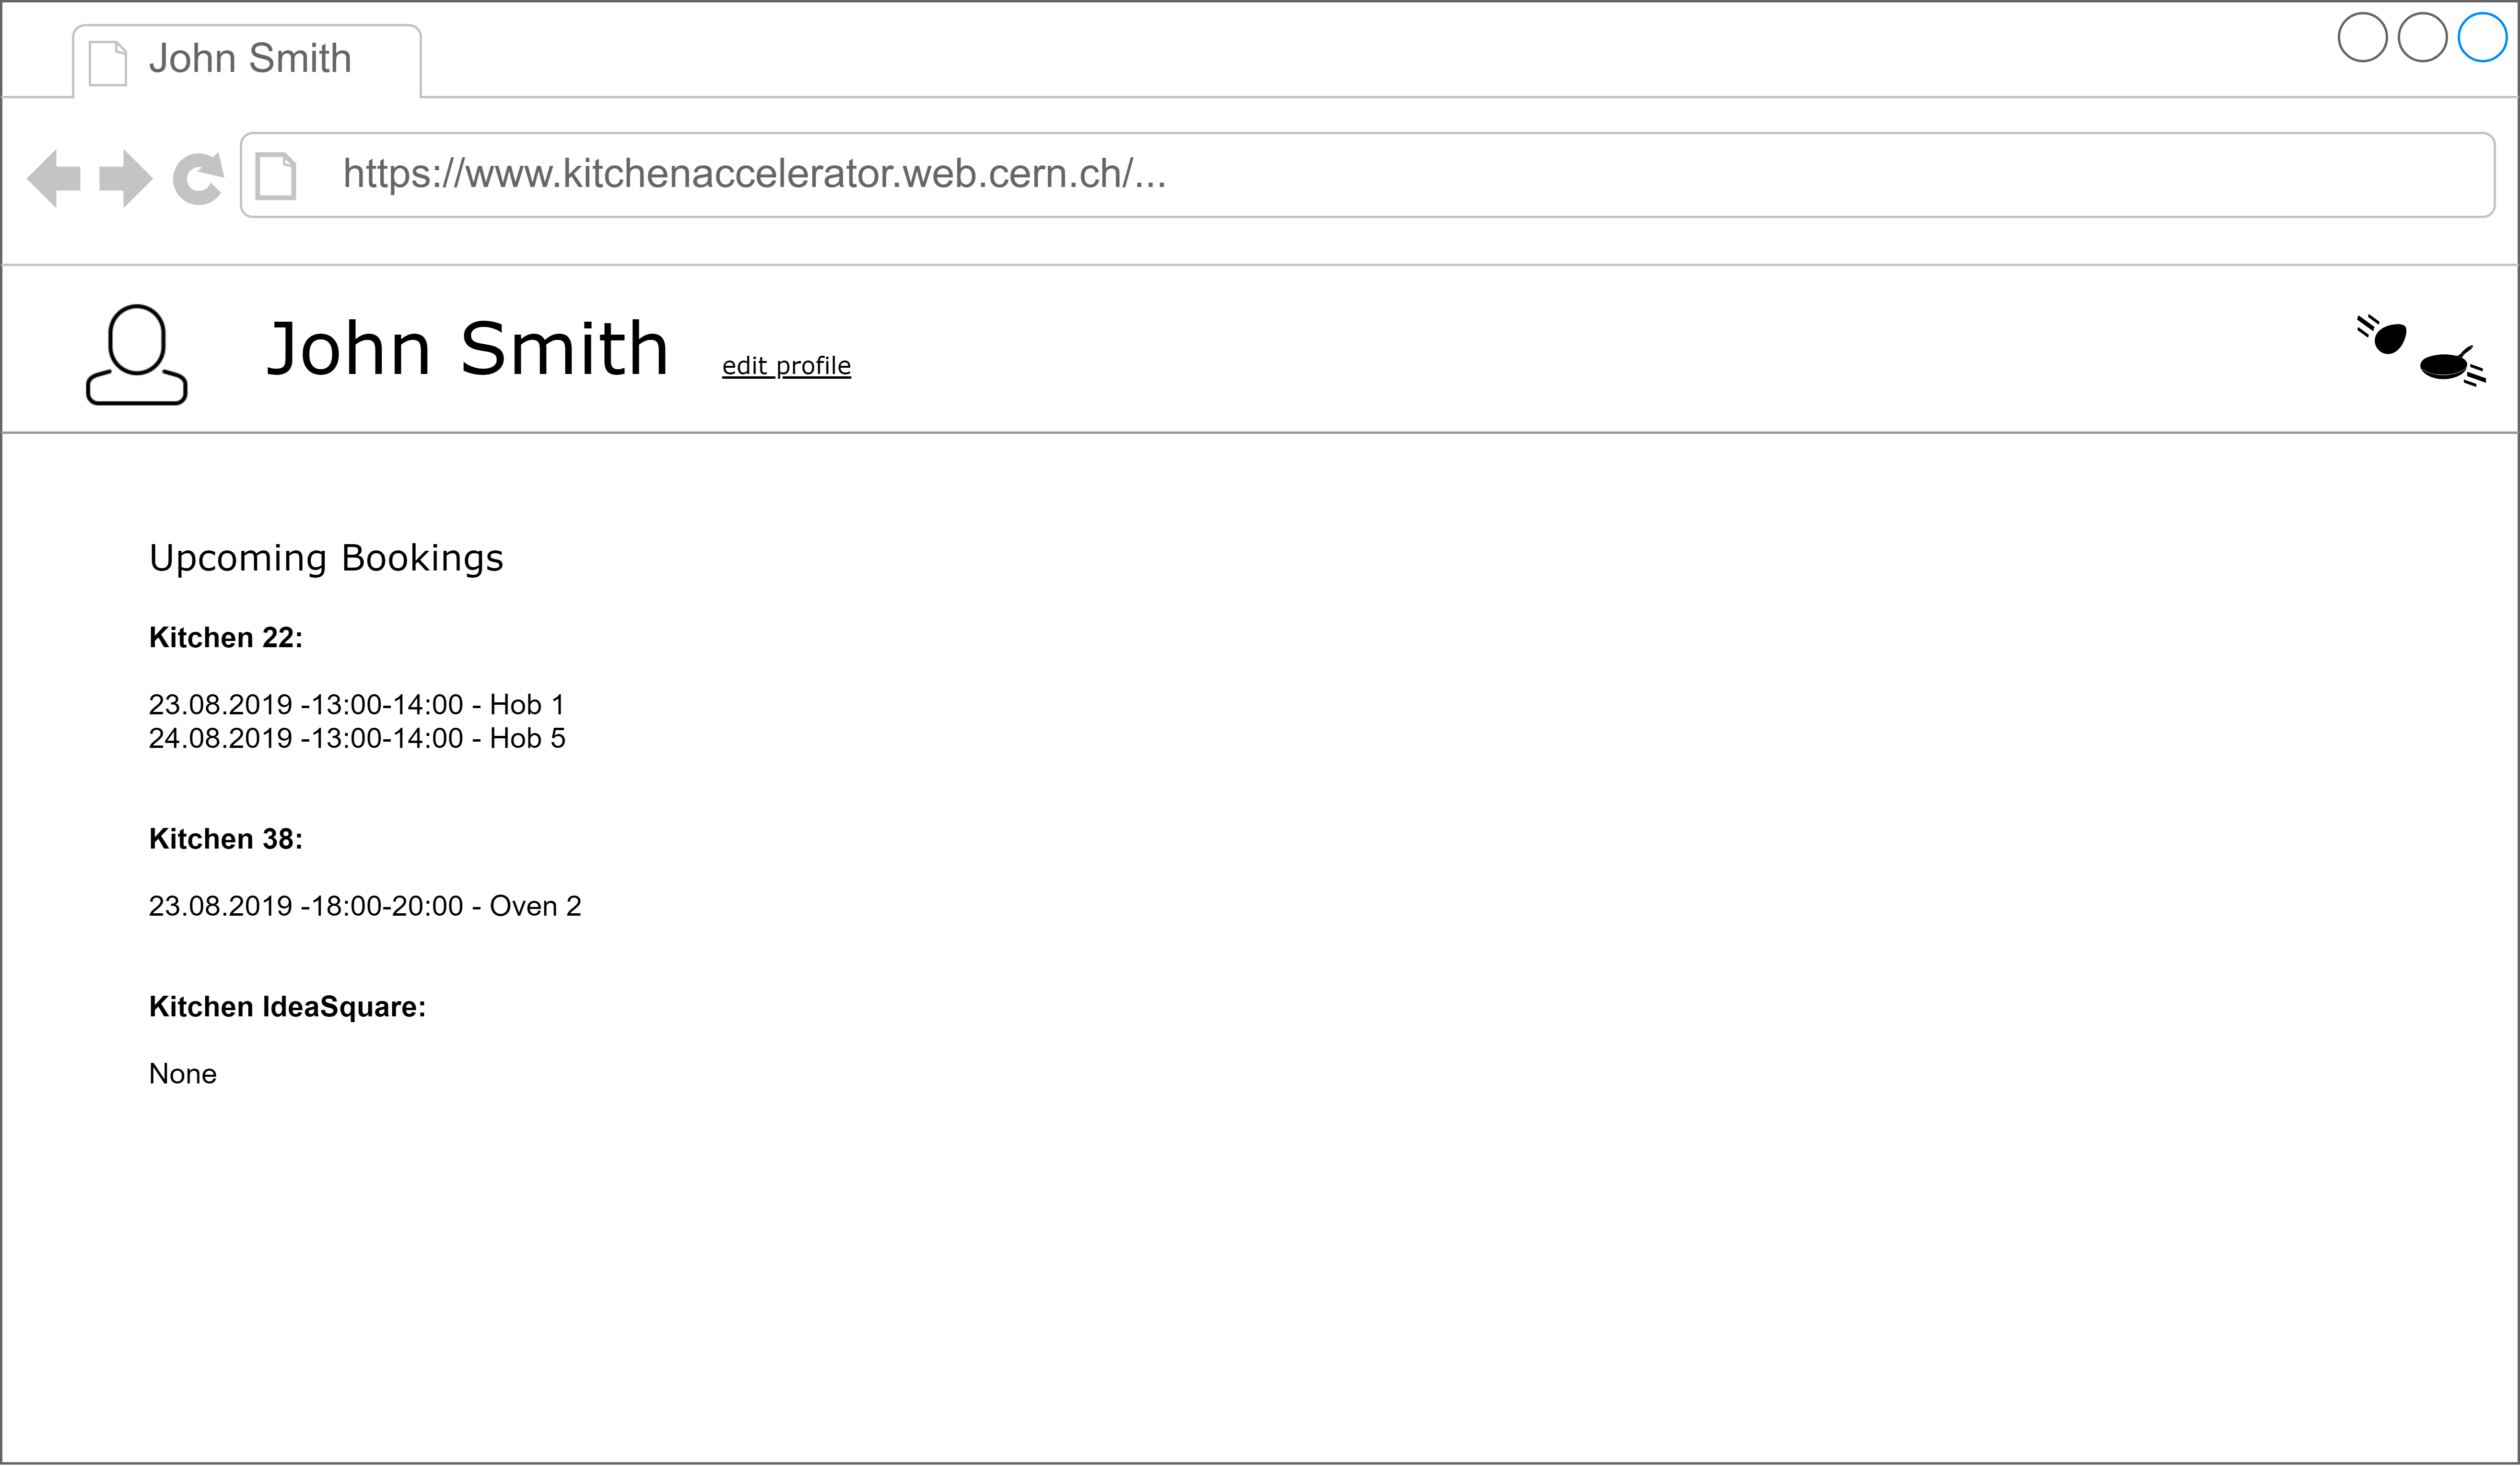 John Smith
https://www.kitchenaccelerator.web.cern.ch/...
John Smith edit profile
Upcoming Bookings
Kitchen 22:
23.08.2019 -13:00-14:00 - Hob 1
24.08.2019 -13:00-14:00 - Hob 5
Kitchen 38:
23.08.2019 -18:00-20:00 - Oven 2
Kitchen IdeaSquare:
None